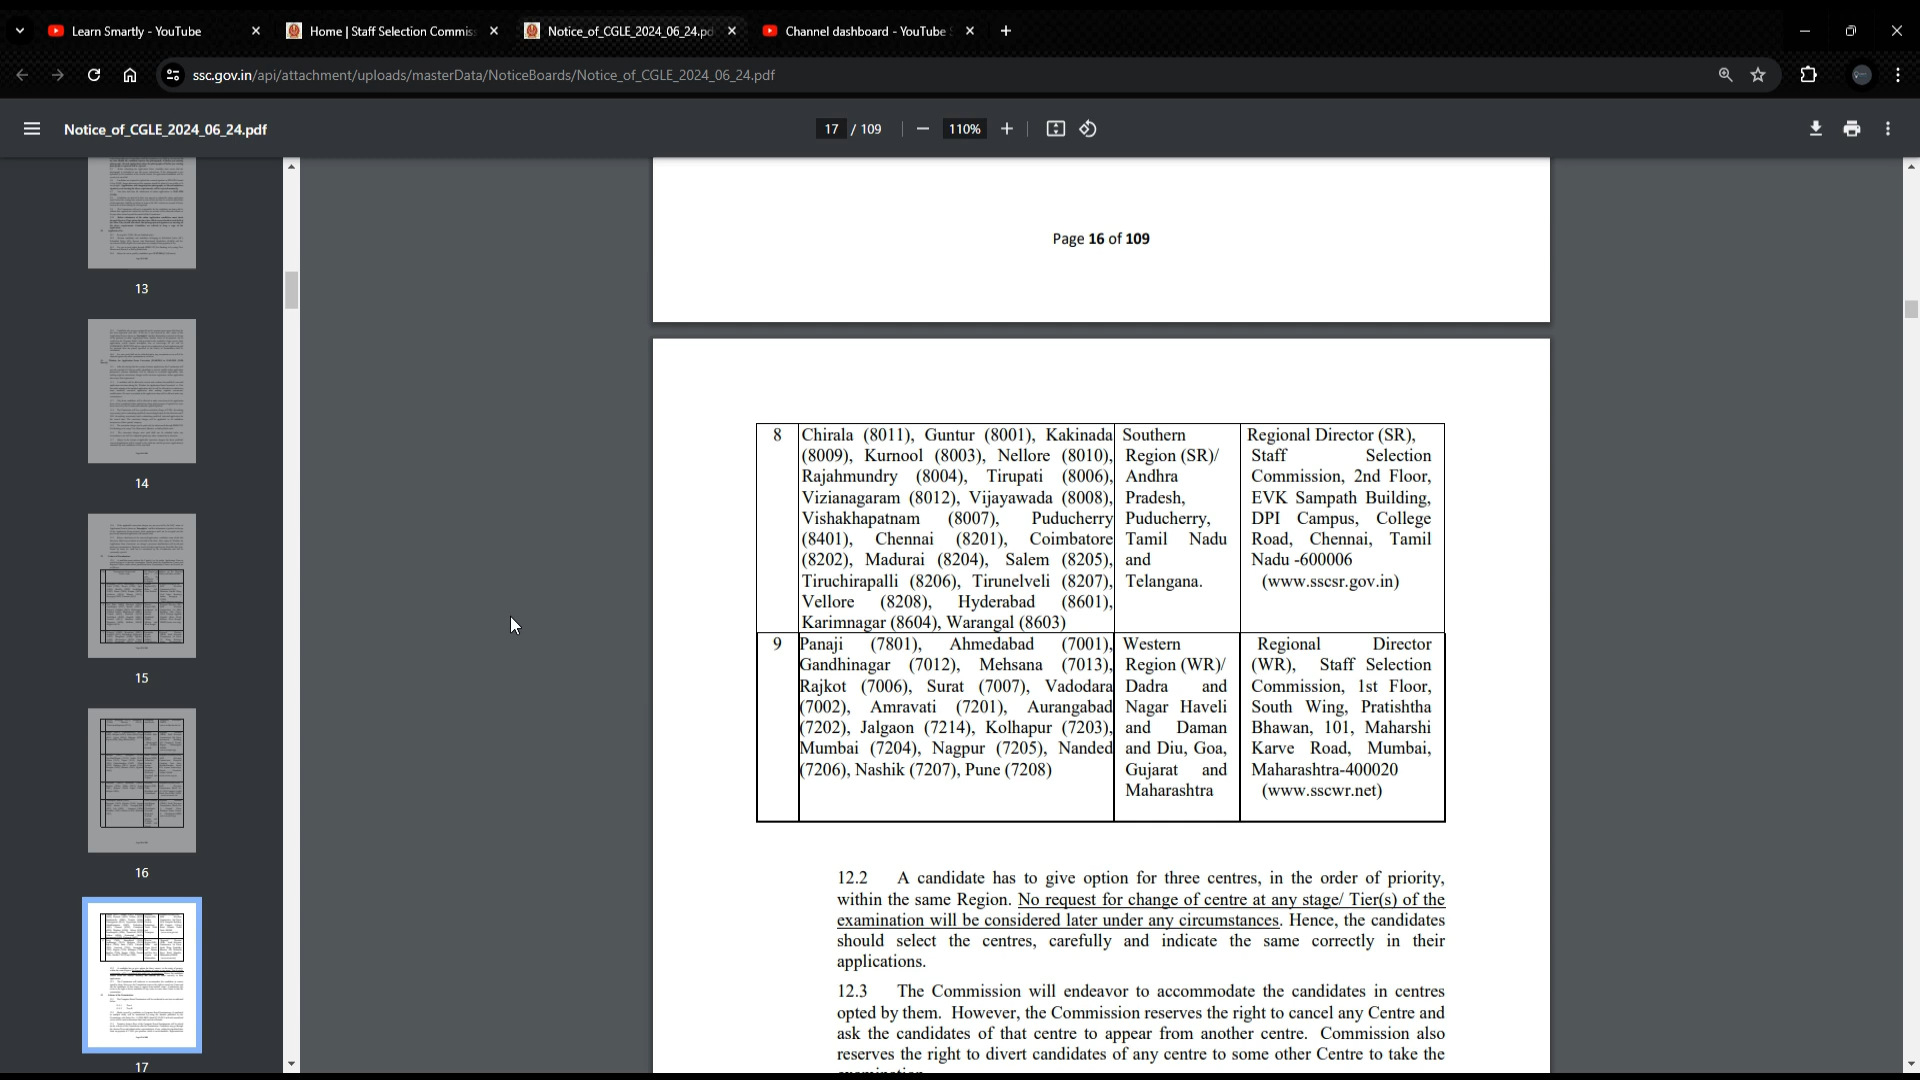 Learn Smartly - YouTube
Home | Staff Selection Commis
Notice_of_CGLE_2024_06_24.pd
Channel dashboard - YouTube
ssc.gov.in/api/attachment/uploads/masterData/NoticeBoards/Notice_of_CGLE_2024_06_24.pdf
Notice_of_CGLE_2024_06_24.pdf
17 / 109
110%
13
14
15
16
17
Page 16 of 109
8
Chirala (8011), Guntur (8001), Kakinada
(8009), Kurnool (8003), Nellore (8010),
Rajahmundry (8004), Tirupati (8006),
Vizianagaram (8012), Vijayawada (8008),
Vishakhapatnam (8007), Puducherry
(8401), Chennai (8201), Coimbatore
(8202), Madurai (8204), Salem (8205),
Tiruchirapalli (8206), Tirunelveli (8207),
Vellore (8208), Hyderabad (8601),
Karimnagar (8604), Warangal (8603)
Southern
Region (SR)/
Andhra
Pradesh,
Puducherry,
Tamil Nadu
and
Telangana.
Regional Director (SR),
Staff Selection
Commission, 2nd Floor,
EVK Sampath Building,
DPI Campus, College
Road, Chennai, Tamil
Nadu -600006
(www.sscsr.gov.in)
9
Panaji (7801), Ahmedabad (7001),
Gandhinagar (7012), Mehsana (7013),
Rajkot (7006), Surat (7007), Vadodara
(7002), Amravati (7201), Aurangabad
(7202), Jalgaon (7214), Kolhapur (7203),
Mumbai (7204), Nagpur (7205), Nanded
(7206), Nashik (7207), Pune (7208)
Western
Region (WR)/
Dadra and
Nagar Haveli
and Daman
and Diu, Goa,
Gujarat and
Maharashtra
Regional Director
(WR), Staff Selection
Commission, 1st Floor,
South Wing, Pratishtha
Bhawan, 101, Maharshi
Karve Road, Mumbai,
Maharashtra-400020
(www.sscwr.net)
12.2 A candidate has to give option for three centres, in the order of priority,
within the same Region. No request for change of centre at any stage/ Tier(s) of the
examination will be considered later under any circumstances. Hence, the candidates
should select the centres, carefully and indicate the same correctly in their
applications.
12.3 The Commission will endeavor to accommodate the candidates in centres
opted by them. However, the Commission reserves the right to cancel any Centre and
ask the candidates of that centre to appear from another centre. Commission also
reserves the right to divert candidates of any centre to some other Centre to take the